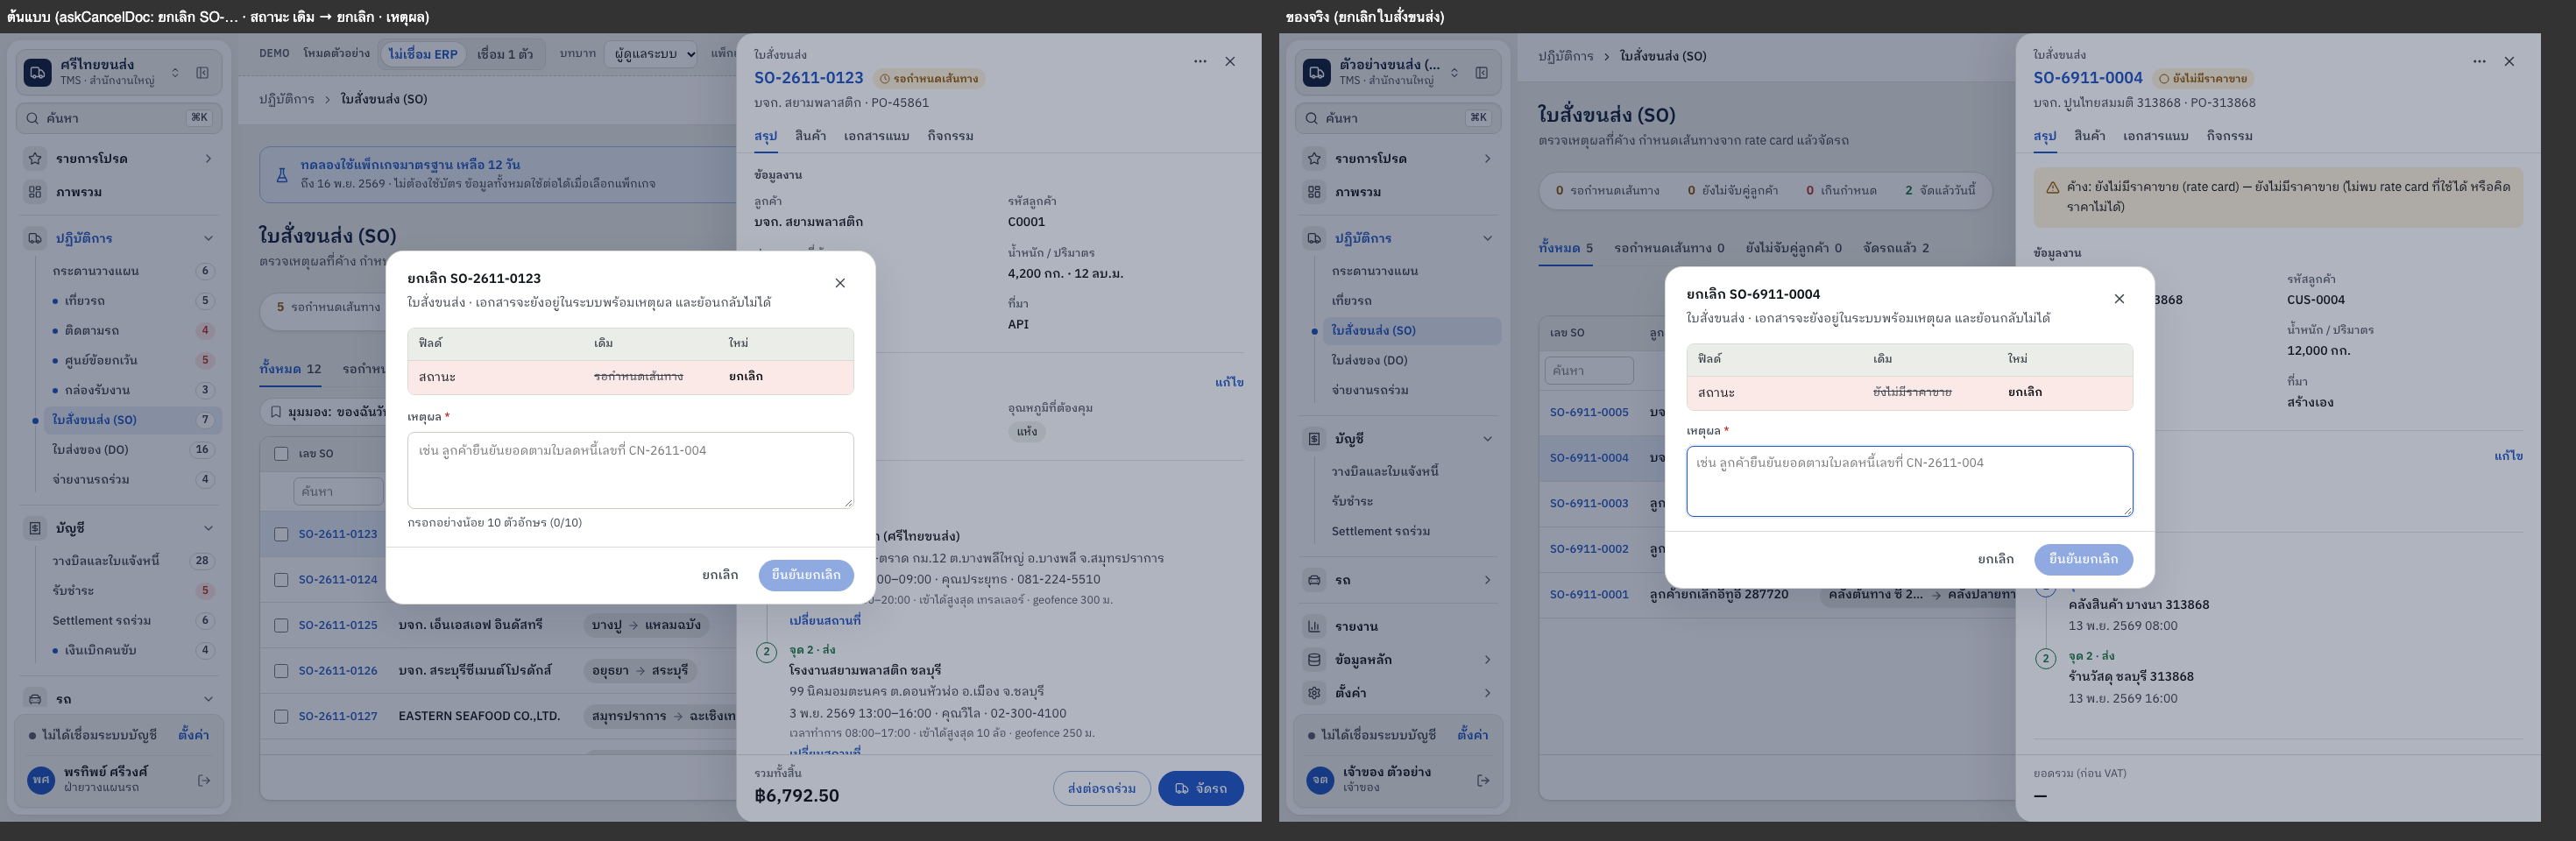 ต้นแบบ (askCancelDoc: ยกเลิก SO-… · สถานะ เดิม → ยกเลิก · เหตุผล)
ศรีไทยขนส่ง
TMS · สำนักงานใหญ่
ค้นหา ⌘K
รายการโปรด
ภาพรวม
ปฏิบัติการ
กระดานวางแผน 6
เที่ยวรถ 5
ติดตามรถ 4
ศูนย์ข้อยกเว้น 5
กล่องรับงาน 3
ใบสั่งขนส่ง (SO) 7
ใบส่งของ (DO) 16
จ่ายงานรถร่วม 4
บัญชี
วางบิลและใบแจ้งหนี้ 28
รับชำระ 5
Settlement รถร่วม 6
เงินเบิกคนขับ 4
รถ
ไม่ได้เชื่อมระบบบัญชี ตั้งค่า
พศ พรทิพย์ ศรีวงศ์
ฝ่ายวางแผนรถ
DEMO โหมดตัวอย่าง ไม่เชื่อม ERP เชื่อม 1 ตัว บทบาท ผู้ดูแลระบบ
ปฏิบัติการ › ใบสั่งขนส่ง (SO)
ทดลองใช้แพ็กเกจมาตรฐาน เหลือ 12 วัน
ถึง 16 พ.ย. 2569 · ไม่ต้องใช้บัตร ข้อมูลทั้งหมดใช้ต่อได้เมื่อเลือกแพ็กเกจ
ใบสั่งขนส่ง (SO)
5 รอกำหนดเส้นทาง
ทั้งหมด 12
มุมมอง: ของฉันวั
เลข SO
ค้นหา
SO-2611-0123
SO-2611-0124
SO-2611-0125 บจก. เอ็นเอสเอฟ อินดัสทรี บางปู → แหลมฉบัง
SO-2611-0126 บจก. สระบุรีซีเมนต์โปรดักส์ อยุธยา → สระบุรี
SO-2611-0127 EASTERN SEAFOOD CO.,LTD. สมุทรปราการ → ฉะเชิงเท
ยกเลิก SO-2611-0123
ใบสั่งขนส่ง · เอกสารจะยังอยู่ในระบบพร้อมเหตุผล และย้อนกลับไม่ได้
ฟิลด์ เดิม ใหม่
สถานะ รอกำหนดเส้นทาง ยกเลิก
เหตุผล *
เช่น ลูกค้ายืนยันยอดตามใบลดหนี้เลขที่ CN-2611-004
กรอกอย่างน้อย 10 ตัวอักษร (0/10)
ยกเลิก ยืนยันยกเลิก
ใบสั่งขนส่ง
SO-2611-0123 รอกำหนดเส้นทาง
บจก. สยามพลาสติก · PO-45861
สรุป สินค้า เอกสารแนบ กิจกรรม
ข้อมูลงาน
ลูกค้า รหัสลูกค้า
บจก. สยามพลาสติก C0001
น้ำหนัก / ปริมาตร
4,200 กก. · 12 ลบ.ม.
ที่มา
API
แก้ไข
อุณหภูมิที่ต้องคุม
แห้ง
(ศรีไทยขนส่ง)
-ตราด กม.12 ต.บางพลีใหญ่ อ.บางพลี จ.สมุทรปราการ
00–09:00 · คุณประยุทธ · 081-224-5510
0–20:00 · เข้าได้สูงสุด เทรลเลอร์ · geofence 300 ม.
เปลี่ยนสถานที่
2 จุด 2 · ส่ง
โรงงานสยามพลาสติก ชลบุรี
99 นิคมอมตะนคร ต.ดอนหัวฬ่อ อ.เมือง จ.ชลบุรี
3 พ.ย. 2569 13:00–16:00 · คุณวิไล · 02-300-4100
เวลาทำการ 08:00–17:00 · เข้าได้สูงสุด 10 ล้อ · geofence 250 ม.
เปลี่ยนสถานที่
รวมทั้งสิ้น
฿6,792.50
ส่งต่อรถร่วม จัดรถ
ของจริง (ยกเลิกใบสั่งขนส่ง)
ตัวอย่างขนส่ง (...
TMS · สำนักงานใหญ่
ค้นหา ⌘K
รายการโปรด
ภาพรวม
ปฏิบัติการ
กระดานวางแผน
เที่ยวรถ
ใบสั่งขนส่ง (SO)
ใบส่งของ (DO)
จ่ายงานรถร่วม
บัญชี
วางบิลและใบแจ้งหนี้
รับชำระ
Settlement รถร่วม
รถ
รายงาน
ข้อมูลหลัก
ตั้งค่า
ไม่ได้เชื่อมระบบบัญชี ตั้งค่า
จต เจ้าของ ตัวอย่าง
เจ้าของ
ปฏิบัติการ › ใบสั่งขนส่ง (SO)
ใบสั่งขนส่ง (SO)
ตรวจเหตุผลที่ค้าง กำหนดเส้นทางจาก rate card แล้วจัดรถ
0 รอกำหนดเส้นทาง 0 ยังไม่จับคู่ลูกค้า 0 เกินกำหนด 2 จัดแล้ววันนี้
ทั้งหมด 5 รอกำหนดเส้นทาง 0 ยังไม่จับคู่ลูกค้า 0 จัดรถแล้ว 2
เลข SO
ค้นหา
SO-6911-0005
SO-6911-0004
SO-6911-0003
SO-6911-0002
SO-6911-0001 ลูกค้ายกเลิกอีทูอี 287720 คลังต้นทาง ซี 2... → คลังปลายทา
ยกเลิก SO-6911-0004
ใบสั่งขนส่ง · เอกสารจะยังอยู่ในระบบพร้อมเหตุผล และย้อนกลับไม่ได้
ฟิลด์ เดิม ใหม่
สถานะ ยังไม่มีราคาขาย ยกเลิก
เหตุผล *
เช่น ลูกค้ายืนยันยอดตามใบลดหนี้เลขที่ CN-2611-004
ยกเลิก ยืนยันยกเลิก
ใบสั่งขนส่ง
SO-6911-0004 ยังไม่มีราคาขาย
บจก. ปูนไทยสมมติ 313868 · PO-313868
สรุป สินค้า เอกสารแนบ กิจกรรม
ค้าง: ยังไม่มีราคาขาย (rate card) — ยังไม่มีราคาขาย (ไม่พบ rate card ที่ใช้ได้ หรือคิด
ราคาไม่ได้)
ข้อมูลงาน
รหัสลูกค้า
3868 CUS-0004
น้ำหนัก / ปริมาตร
12,000 กก.
ที่มา
สร้างเอง
แก้ไข
คลังสินค้า บางนา 313868
13 พ.ย. 2569 08:00
2 จุด 2 · ส่ง
ร้านวัสดุ ชลบุรี 313868
13 พ.ย. 2569 16:00
ยอดรวม (ก่อน VAT)
—